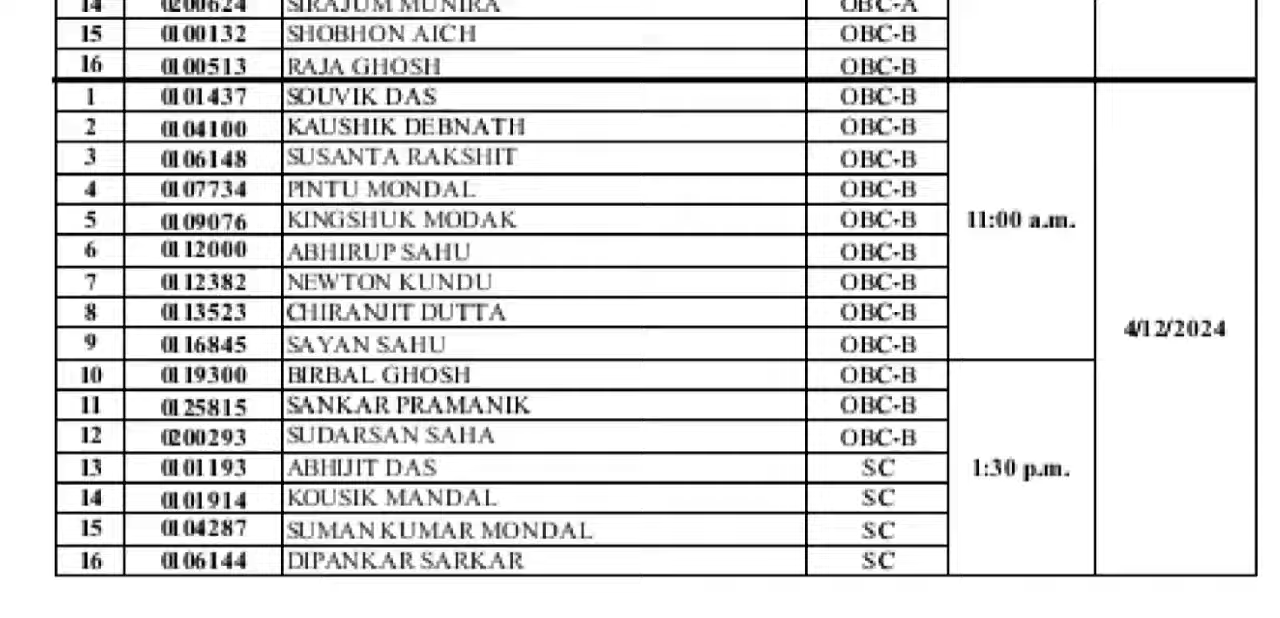 14 0200624 SIRAJUM MUNIRA OBC-A
15 0100132 SHOBHON AICH OBC-B
16 0100513 RAJA GHOSH OBC-B
1 0101437 SOUVIK DAS OBC-B
2 0104100 KAUSHIK DEBNATH OBC-B
3 0106148 SUSANTA RAKSHIT OBC-B
4 0107734 PINTU MONDAL OBC-B
5 0109076 KINGSHUK MODAK OBC-B 11:00 a.m.
6 0112000 ABHIRUP SAHU OBC-B
7 0112382 NEWTON KUNDU OBC-B
8 0113523 CHIRANJIT DUTTA OBC-B
4/12/2024
9 0116845 SAYAN SAHU OBC-B
10 0119300 BIRBAL GHOSH OBC-B
11 0125815 SANKAR PRAMANIK OBC-B
12 0200293 SUDARSAN SAHA OBC-B
13 0101193 ABHIJIT DAS SC 1:30 p.m.
14 0101914 KOUSIK MANDAL SC
15 0104287 SUMAN KUMAR MONDAL SC
16 0106144 DIPANKAR SARKAR SC